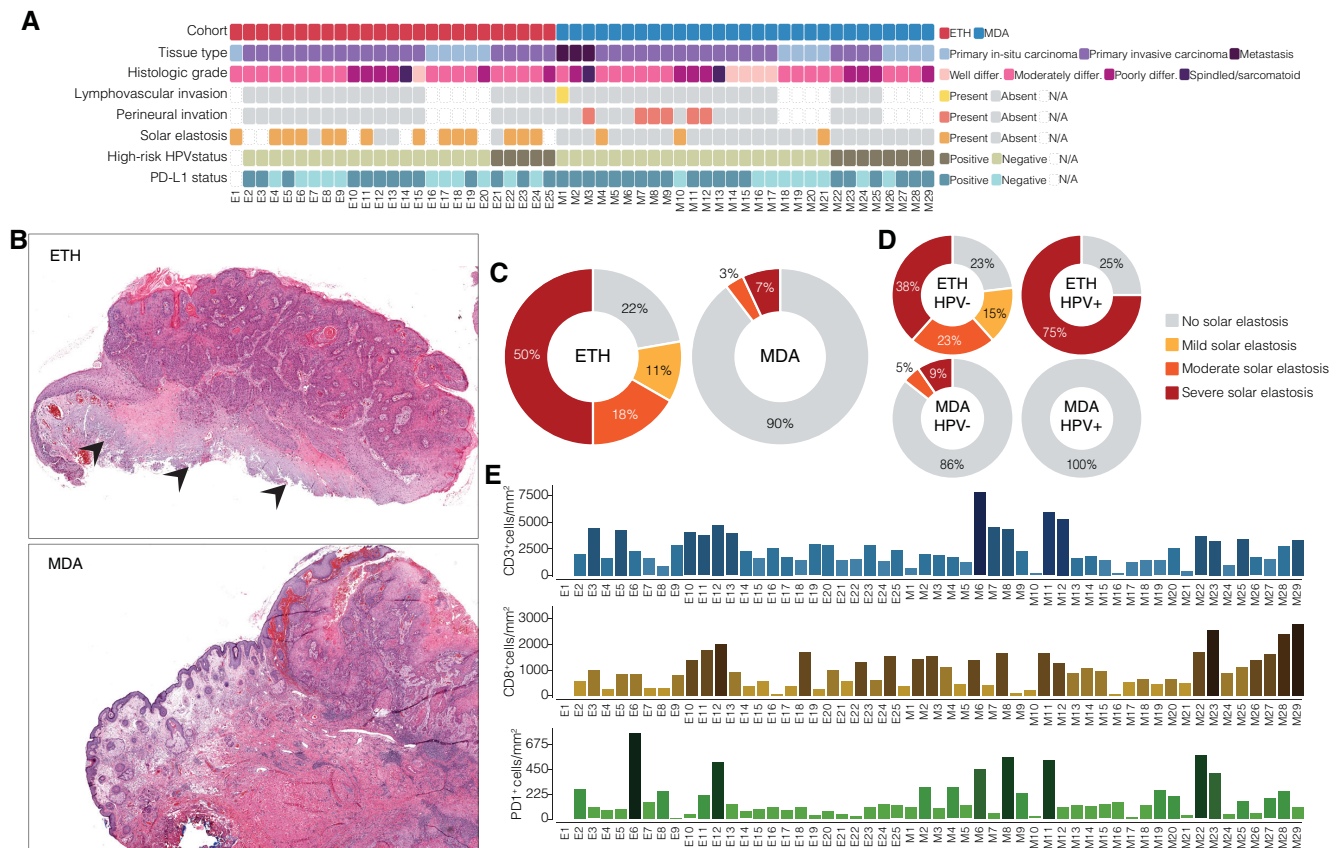 A
Cohort
ETH MDA
Tissue type
Primary in-situ carcinoma Primary invasive carcinoma Metastasis
Histologic grade
Well differ. Moderately differ. Poorly differ. Spindled/sarcomatoid
Lymphovascular invasion
Present Absent N/A
Perineural invation
Present Absent N/A
Solar elastosis
Present Absent N/A
High-risk HPVstatus
Positive Negative N/A
PD-L1 status
Positive Negative N/A
E1 E2 E3 E4 E5 E6 E7 E8 E9 E10 E11 E12 E13 E14 E15 E16 E17 E18 E19 E20 E21 E22 E23 E24 E25 M1 M2 M3 M4 M5 M6 M7 M8 M9 M10 M11 M12 M13 M14 M15 M16 M17 M18 M19 M20 M21 M22 M23 M24 M25 M26 M27 M28 M29
B
ETH
MDA
C
22%
11%
18%
50%
ETH
3%
7%
90%
MDA
D
23%
15%
23%
38%
ETH
HPV-
25%
75%
ETH
HPV+
5%
9%
86%
MDA
HPV-
100%
MDA
HPV+
No solar elastosis
Mild solar elastosis
Moderate solar elastosis
Severe solar elastosis
E
CD3⁺cells/mm²
7500
5000
2500
0
E1 E2 E3 E4 E5 E6 E7 E8 E9 E10 E11 E12 E13 E14 E15 E16 E17 E18 E19 E20 E21 E22 E23 E24 E25 M1 M2 M3 M4 M5 M6 M7 M8 M9 M10 M11 M12 M13 M14 M15 M16 M17 M18 M19 M20 M21 M22 M23 M24 M25 M26 M27 M28 M29
CD8⁺cells/mm²
3000
2000
1000
0
E1 E2 E3 E4 E5 E6 E7 E8 E9 E10 E11 E12 E13 E14 E15 E16 E17 E18 E19 E20 E21 E22 E23 E24 E25 M1 M2 M3 M4 M5 M6 M7 M8 M9 M10 M11 M12 M13 M14 M15 M16 M17 M18 M19 M20 M21 M22 M23 M24 M25 M26 M27 M28 M29
PD1⁺ cells/mm²
675
450
225
0
E1 E2 E3 E4 E5 E6 E7 E8 E9 E10 E11 E12 E13 E14 E15 E16 E17 E18 E19 E20 E21 E22 E23 E24 E25 M1 M2 M3 M4 M5 M6 M7 M8 M9 M10 M11 M12 M13 M14 M15 M16 M17 M18 M19 M20 M21 M22 M23 M24 M25 M26 M27 M28 M29